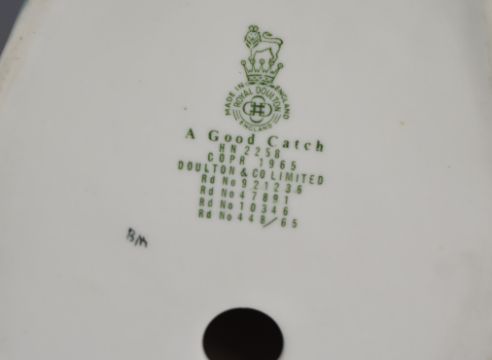 MADE IN ENGLAND
ROYAL DOULTON
ENGLAND
A Good Catch
HN 2258
COPR 1965
DOULTON & CO LIMITED
Rd No 921236
Rd No 47891
Rd No 10346
Rd No 448/65
BM